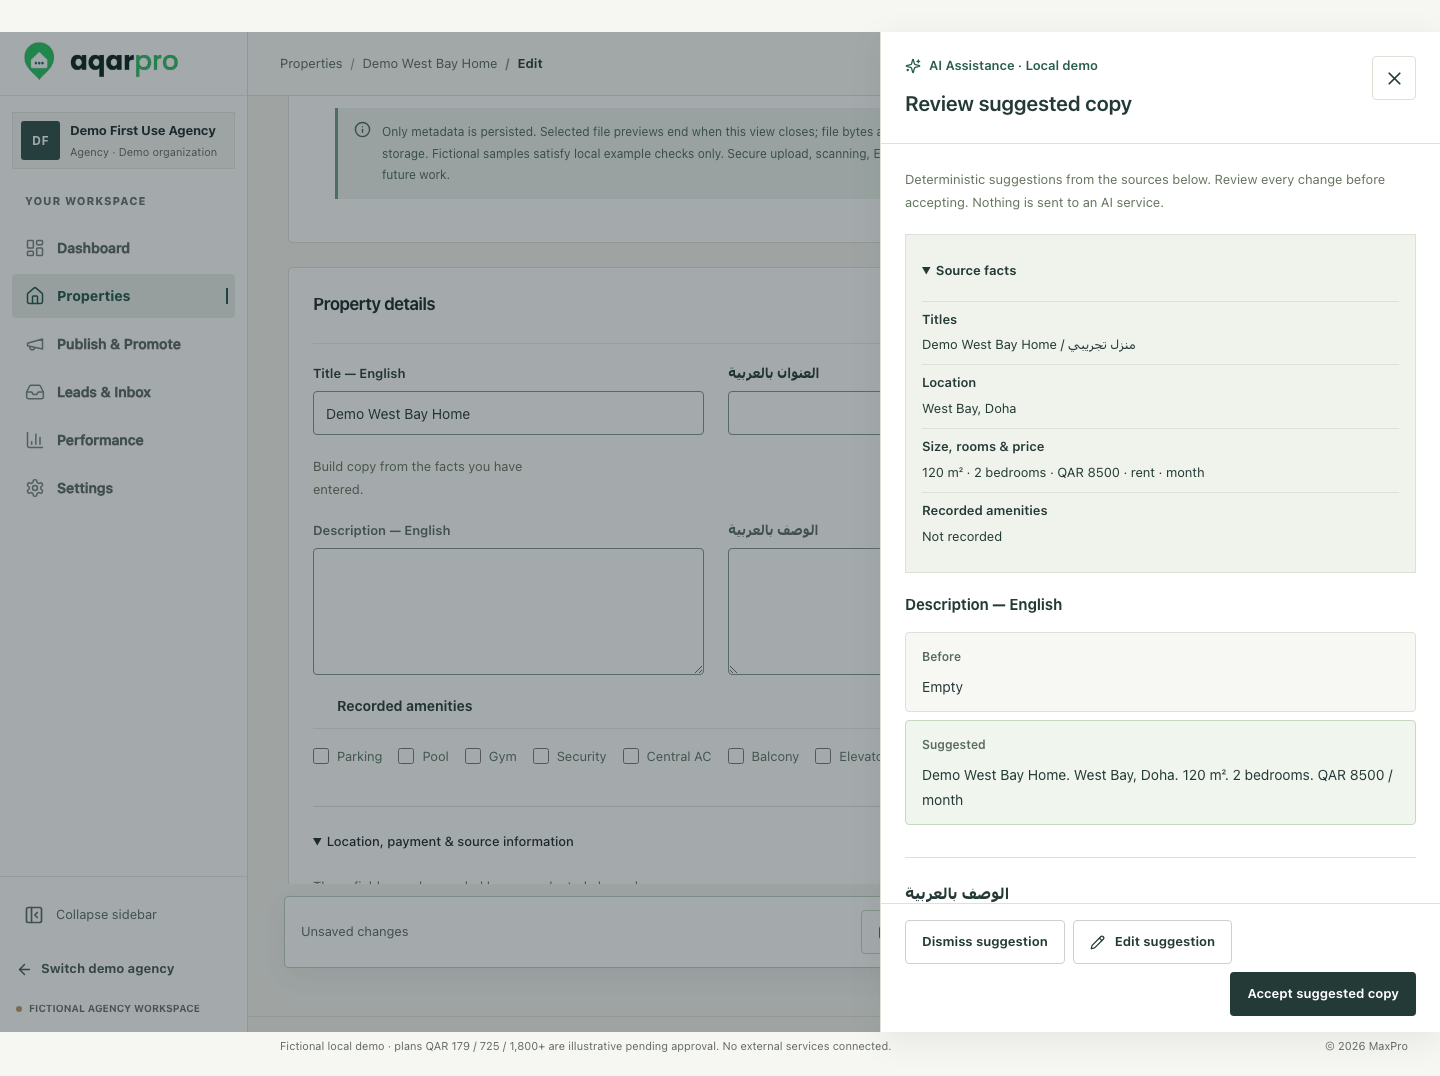 aqarpro
DF
Demo First Use Agency
Agency · Demo organization
YOUR WORKSPACE
Dashboard
Properties
Publish & Promote
Leads & Inbox
Performance
Settings
Collapse sidebar
Switch demo agency
FICTIONAL AGENCY WORKSPACE
Properties / Demo West Bay Home / Edit
Only metadata is persisted. Selected file previews end when this view closes; file bytes
storage. Fictional samples satisfy local example checks only. Secure upload, scanning,
future work.
Property details
Title — English
العنوان بالعربية
Demo West Bay Home
Build copy from the facts you have
entered.
Description — English
الوصف بالعربية
Recorded amenities
Parking Pool Gym Security Central AC Balcony
Location, payment & source information
Unsaved changes
AI Assistance · Local demo
Review suggested copy
Deterministic suggestions from the sources below. Review every change before
accepting. Nothing is sent to an AI service.
Source facts
Titles
Demo West Bay Home / منزل تجريبي
Location
West Bay, Doha
Size, rooms & price
120 m² · 2 bedrooms · QAR 8500 · rent · month
Recorded amenities
Not recorded
Description — English
Before
Empty
Suggested
Demo West Bay Home. West Bay, Doha. 120 m². 2 bedrooms. QAR 8500 /
month
الوصف بالعربية
Dismiss suggestion
Edit suggestion
Accept suggested copy
Fictional local demo · plans QAR 179 / 725 / 1,800+ are illustrative pending approval. No external services connected.
© 2026 MaxPro